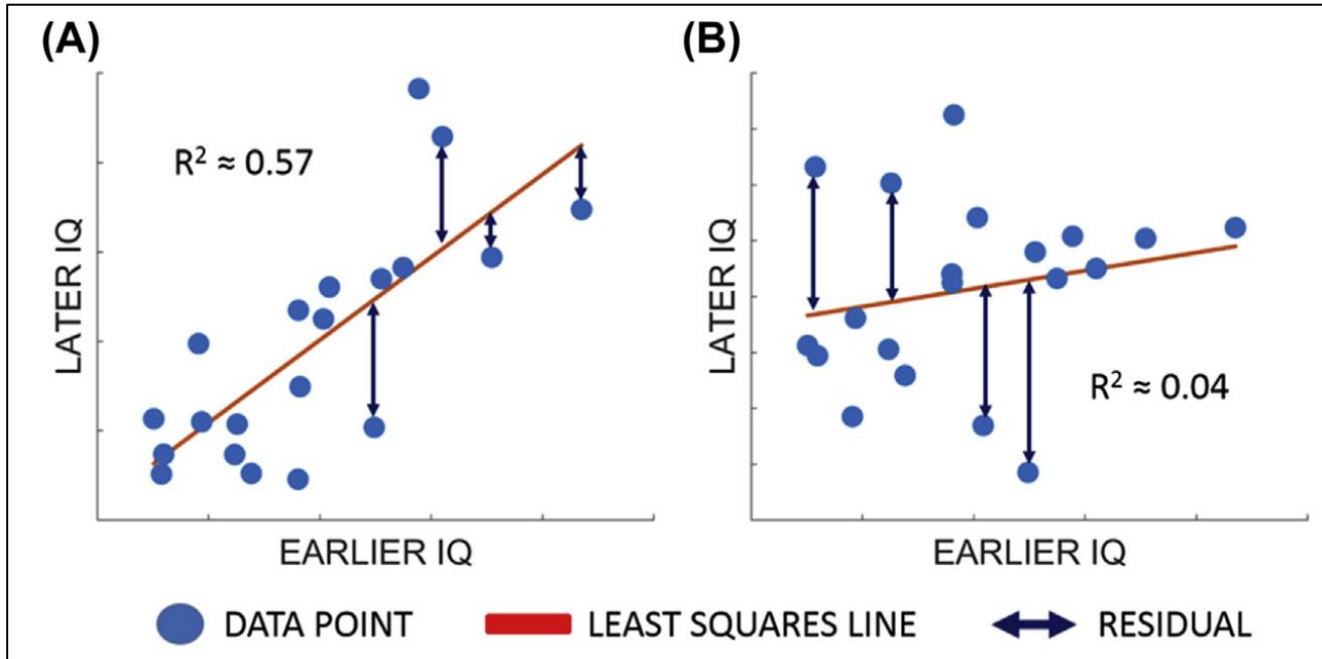 (A)
R² ≈ 0.57
LATER IQ
EARLIER IQ
(B)
R² ≈ 0.04
LATER IQ
EARLIER IQ
DATA POINT
LEAST SQUARES LINE
RESIDUAL